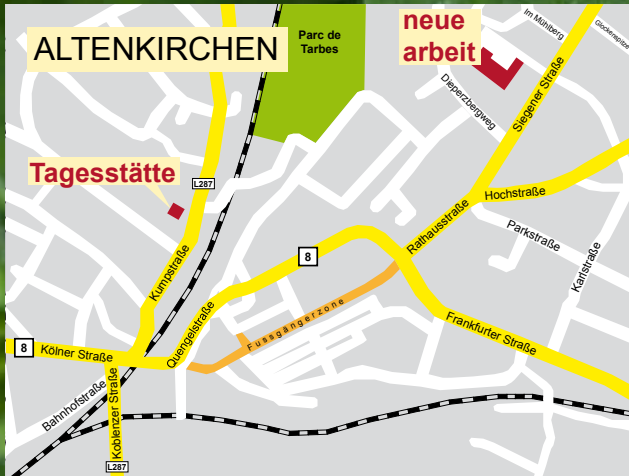 ALTENKIRCHEN
Parc de
Tarbes
neue
arbeit
Im Mühlberg
Glockenspitze
Dieperzbergweg
Siegener Straße
Tagesstätte
L287
Hochstraße
Rathausstraße
Parkstraße
Karlstraße
8
Kumpstraße
Quengelstraße
Fussgängerzone
Frankfurter Straße
8
Kölner Straße
Bahnhofstraße
Koblenzer Straße
L287